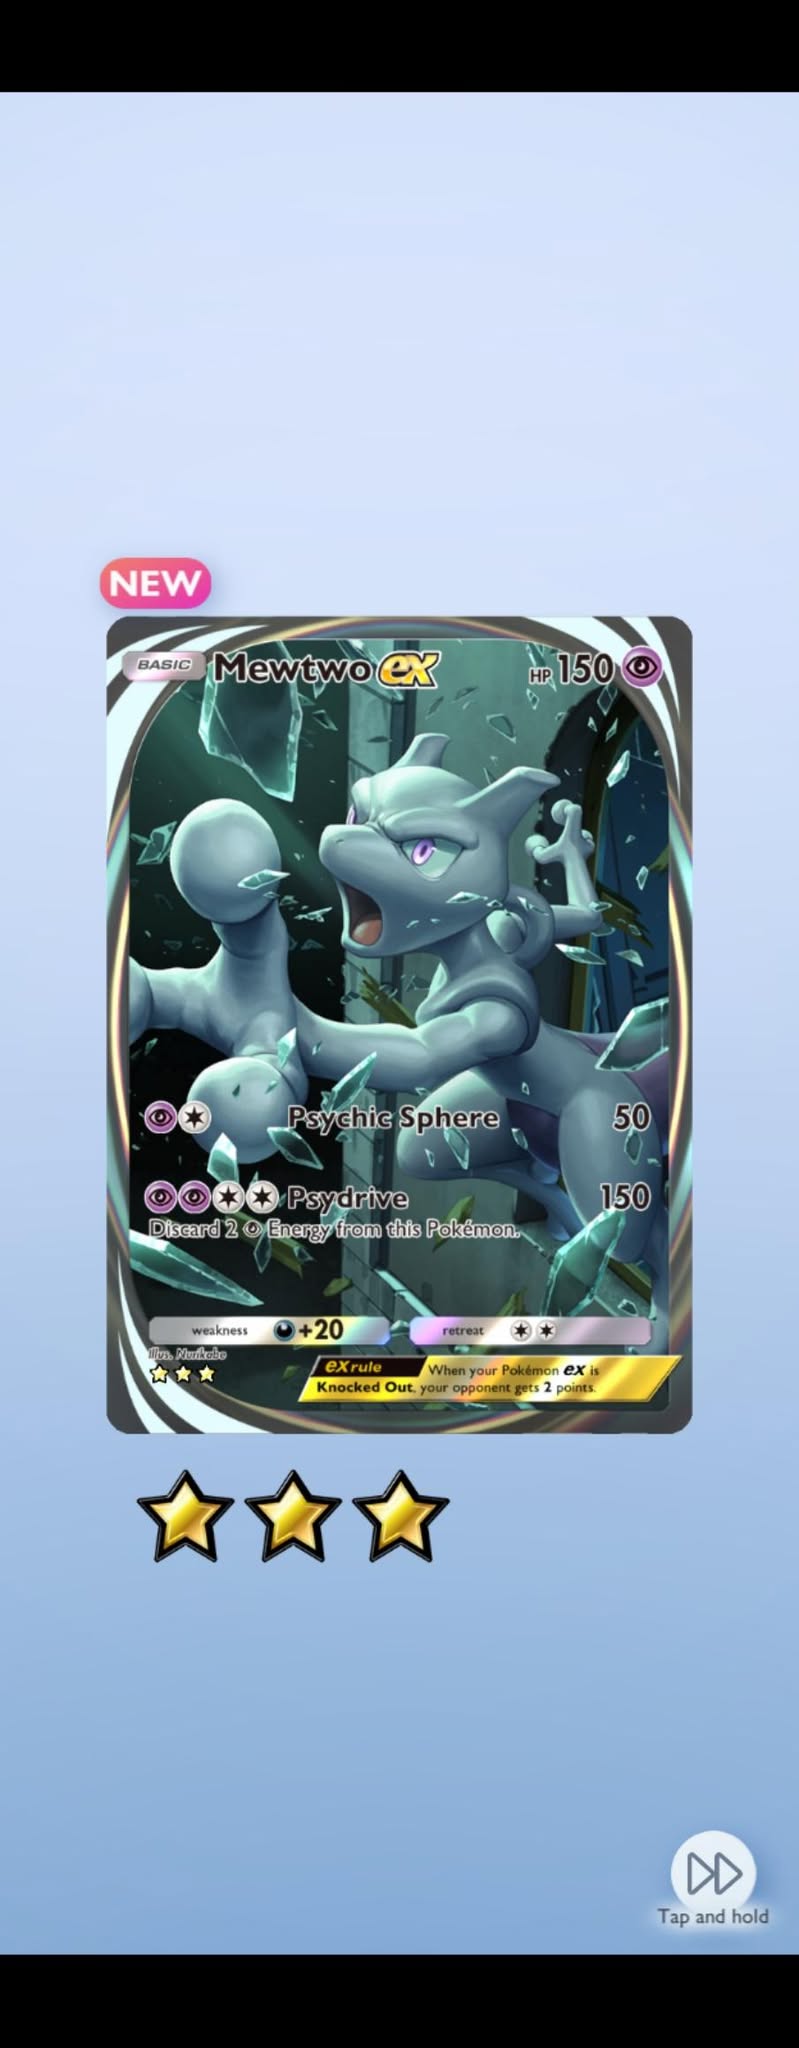 NEW
BASIC Mewtwo ex HP 150
Psychic Sphere 50
Psydrive 150
Discard 2 Energy from this Pokémon.
weakness +20 retreat
Illus. Nurikabe
ex rule When your Pokémon ex is
Knocked Out, your opponent gets 2 points.
Tap and hold